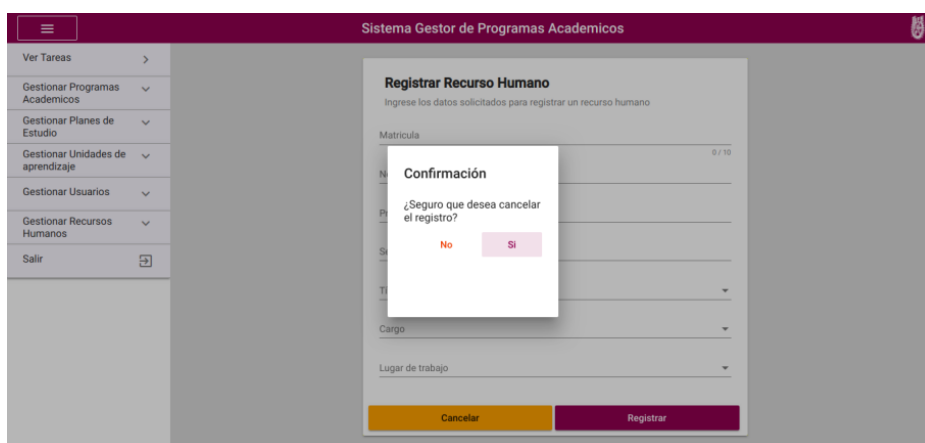 Sistema Gestor de Programas Academicos
Ver Tareas
Gestionar Programas
Academicos
Gestionar Planes de
Estudio
Gestionar Unidades de
aprendizaje
Gestionar Usuarios
Gestionar Recursos
Humanos
Salir
Registrar Recurso Humano
Ingrese los datos solicitados para registrar un recurso humano
Matricula
0 / 10
Confirmación
¿Seguro que desea cancelar
el registro?
No
Si
Cargo
Lugar de trabajo
Cancelar
Registrar